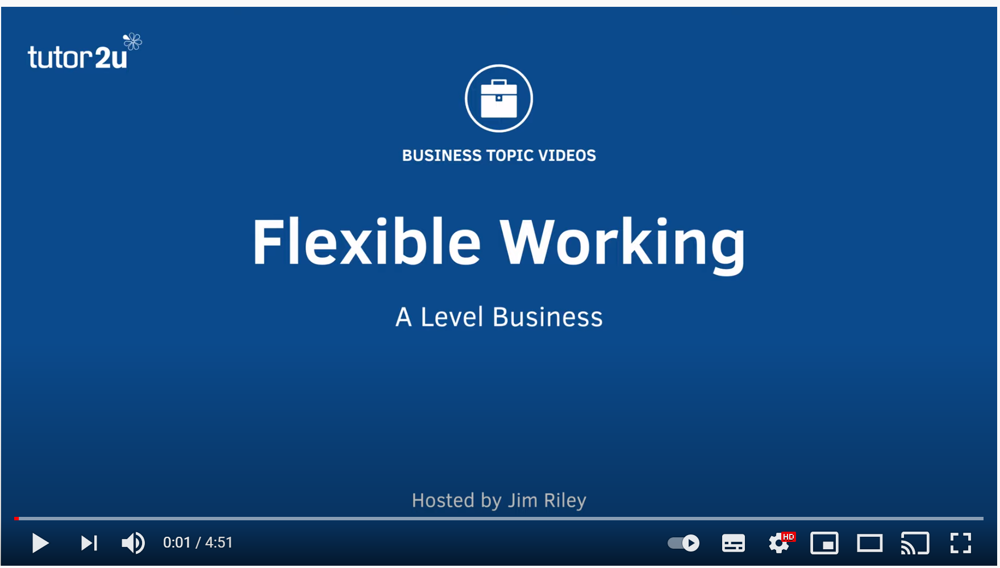 tutor2u
BUSINESS TOPIC VIDEOS
Flexible Working
A Level Business
Hosted by Jim Riley
0:01 / 4:51
HD